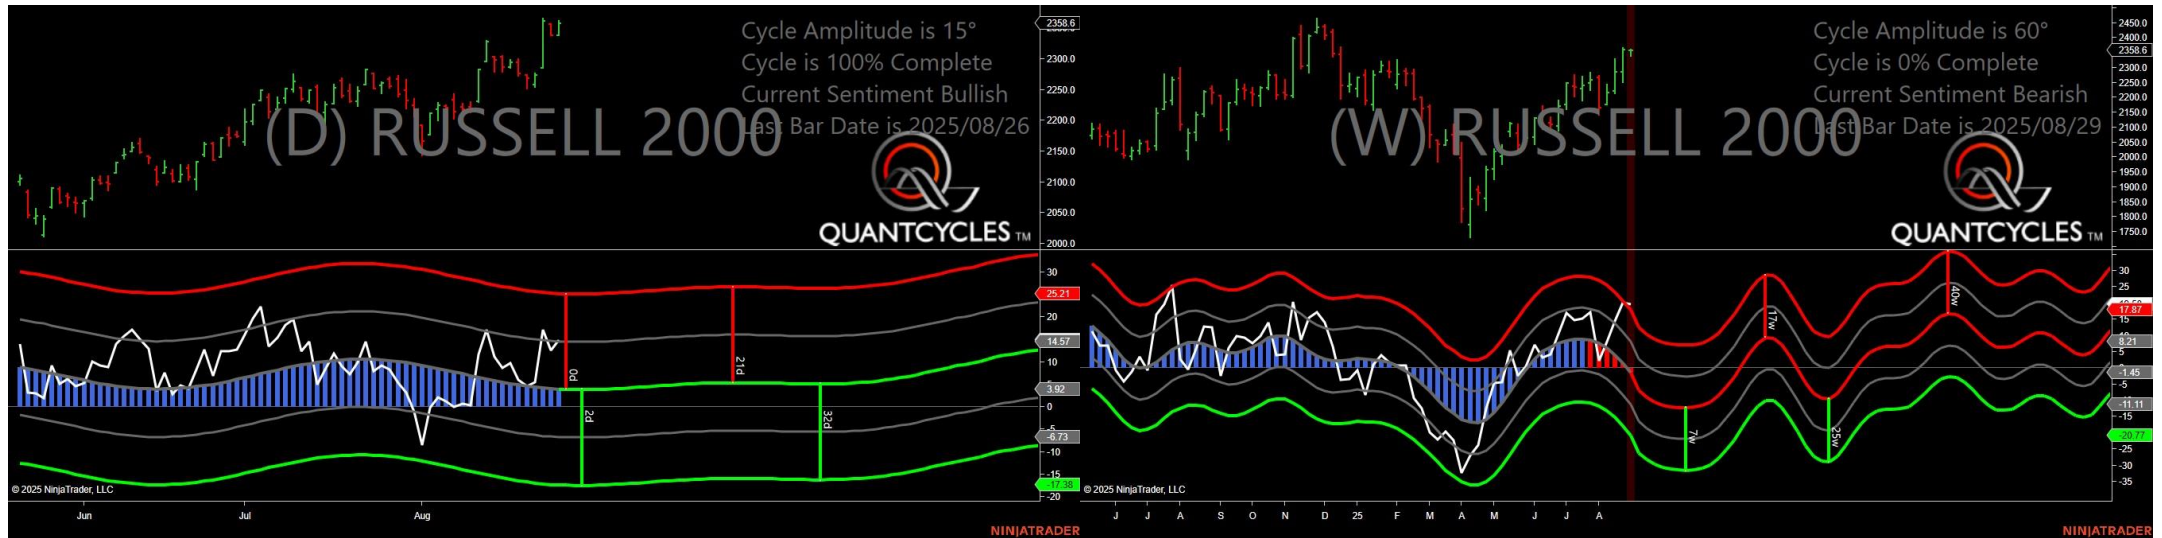 Cycle Amplitude is 15°
Cycle is 100% Complete
Current Sentiment Bullish
Last Bar Date is 2025/08/26
(D) RUSSELL 2000
QUANTCYCLES TM
2358.6
2300.0
2250.0
2200.0
2150.0
2100.0
2050.0
2000.0
30
25.21
20
14.57
10
3.92
0
-6.73
-10
-15
-17.38
-20
0d
2d
21d
32d
© 2025 NinjaTrader, LLC
Jun
Jul
Aug
NINJATRADER
Cycle Amplitude is 60°
Cycle is 0% Complete
Current Sentiment Bearish
Last Bar Date is 2025/08/29
(W) RUSSELL 2000
QUANTCYCLES TM
2450.0
2400.0
2358.6
2300.0
2250.0
2200.0
2150.0
2100.0
2050.0
2000.0
1950.0
1900.0
1850.0
1800.0
1750.0
30
25
17.87
15
8.21
5
-1.45
-5
-11.11
-15
-20.77
-25
-30
-35
7w
17w
25w
40w
© 2025 NinjaTrader, LLC
J J A S O N D 25 F M A M J J A
NINJATRADER